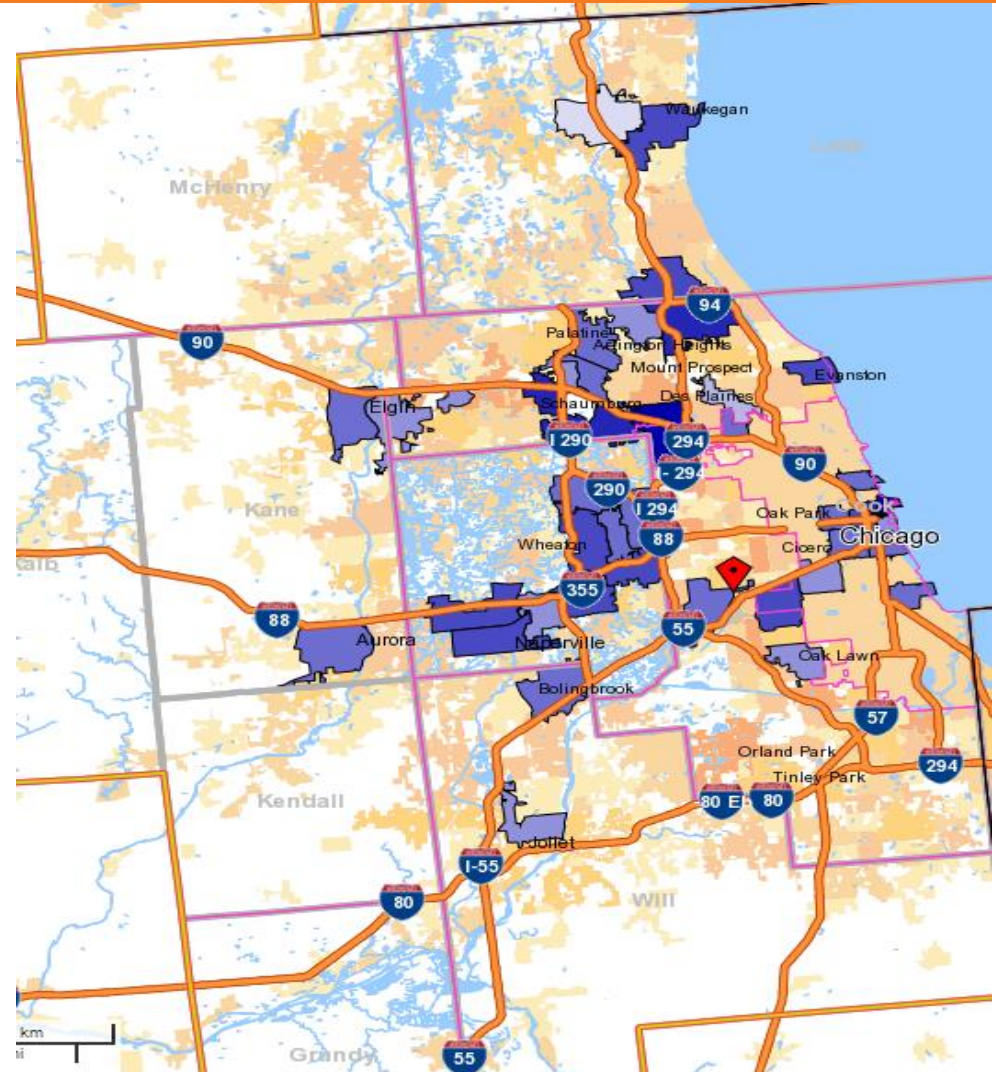 Waukegan
Lake
McHenry
94
90
Palatine
Arlington Heights
Mount Prospect
Evanston
Des Plaines
Schaumburg
Elgin
I 290
294
I - 294
90
290
Kane
I 294
Oak Park
Cook
Chicago
88
Wheaton
Cicero
355
88
55
Aurora
Naperville
Oak Lawn
Bolingbrook
57
Orland Park
294
Tinley Park
Kendall
80 E
80
Joliet
I-55
80
Will
km
Grundy
55